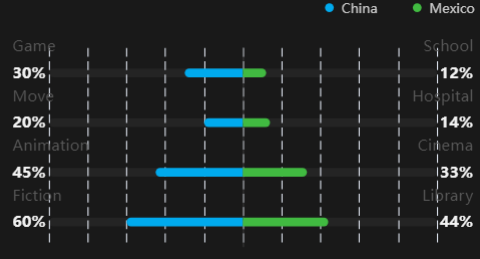 China Mexico
Game School
30% 12%
Move Hospital
20% 14%
Animation Cinema
45% 33%
Fiction Library
60% 44%